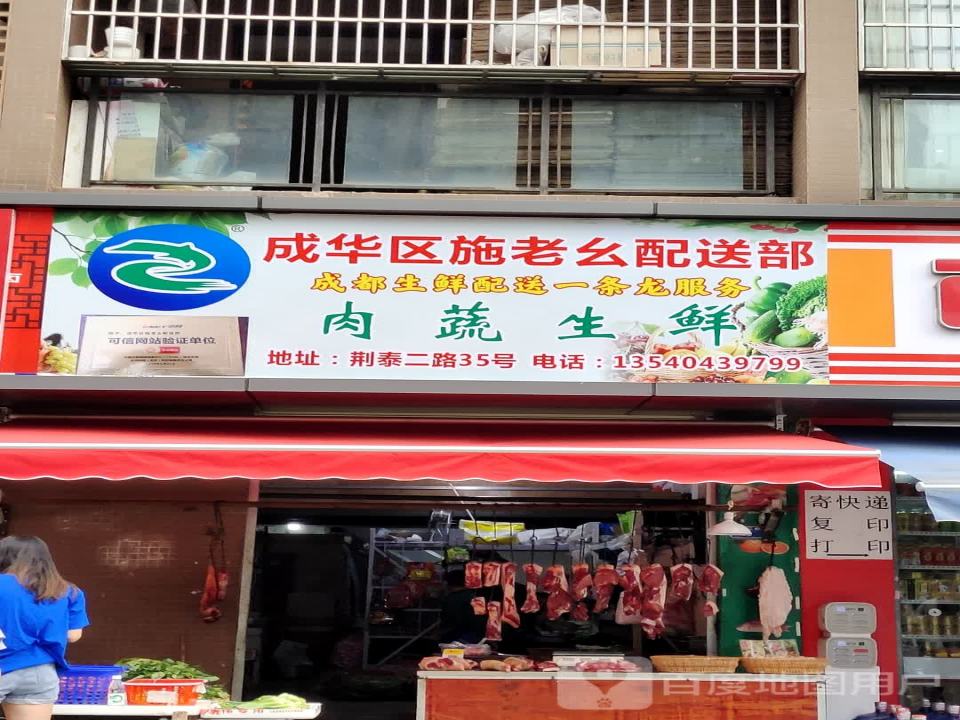 ®
成华区施老幺配送部
成都生鲜配送一条龙服务
肉蔬生鲜
可信网站验证单位
地址：荆泰二路35号 电话：13540439799
寄快递
复印
打印
百度地图用户